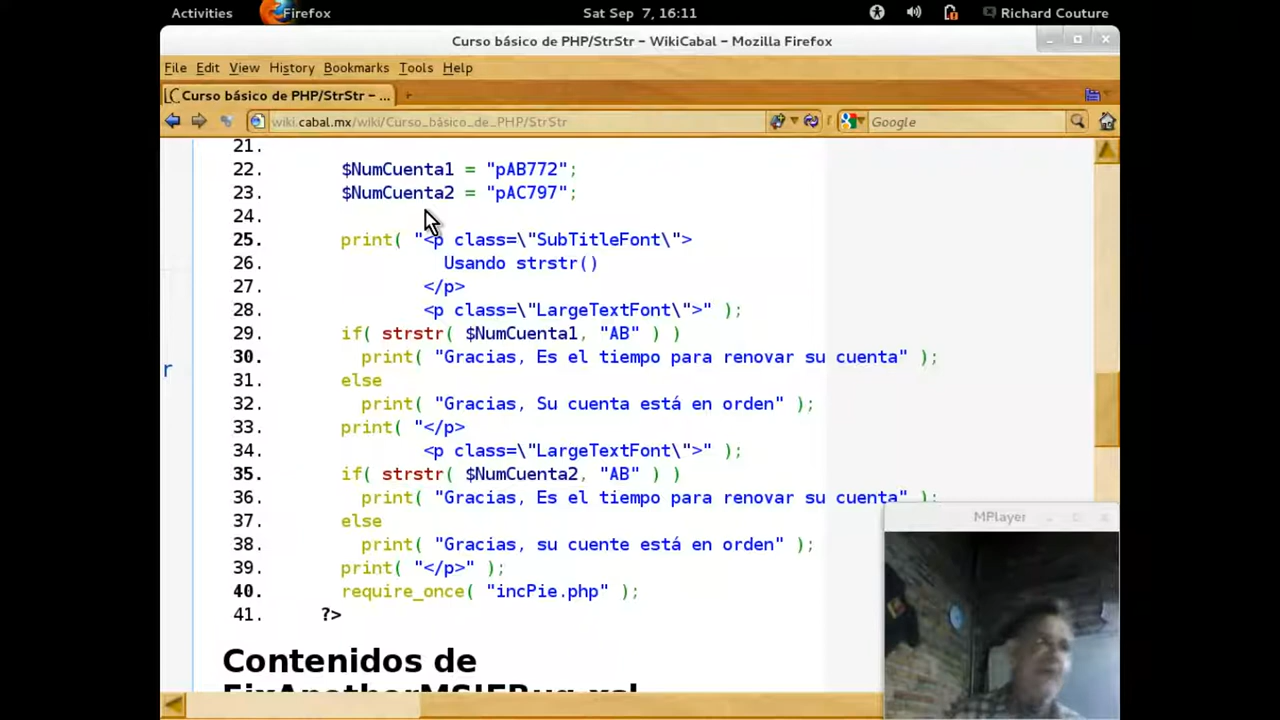 Activities Firefox Sat Sep 7, 16:11 Richard Couture
Curso básico de PHP/StrStr – WikiCabal – Mozilla Firefox
File Edit View History Bookmarks Tools Help
Curso básico de PHP/StrStr – ... +
wiki.cabal.mx/wiki/Curso_básico_de_PHP/StrStr Google
21.
22. $NumCuenta1 = "pAB772";
23. $NumCuenta2 = "pAC797";
24.
25. print( "<p class=\"SubTitleFont\">
26. Usando strstr()
27. </p>
28. <p class=\"LargeTextFont\">" );
29. if( strstr( $NumCuenta1, "AB" ) )
30. print( "Gracias, Es el tiempo para renovar su cuenta" );
31. else
r
32. print( "Gracias, Su cuenta está en orden" );
33. print( "</p>
34. <p class=\"LargeTextFont\">" );
35. if( strstr( $NumCuenta2, "AB" ) )
36. print( "Gracias, Es el tiempo para renovar su cuenta" );
37. else
38. print( "Gracias, su cuente está en orden" );
39. print( "</p>" );
40. require_once( "incPie.php" );
41. ?>
MPlayer
Contenidos de
FixAnotherMSIEBug.xsl